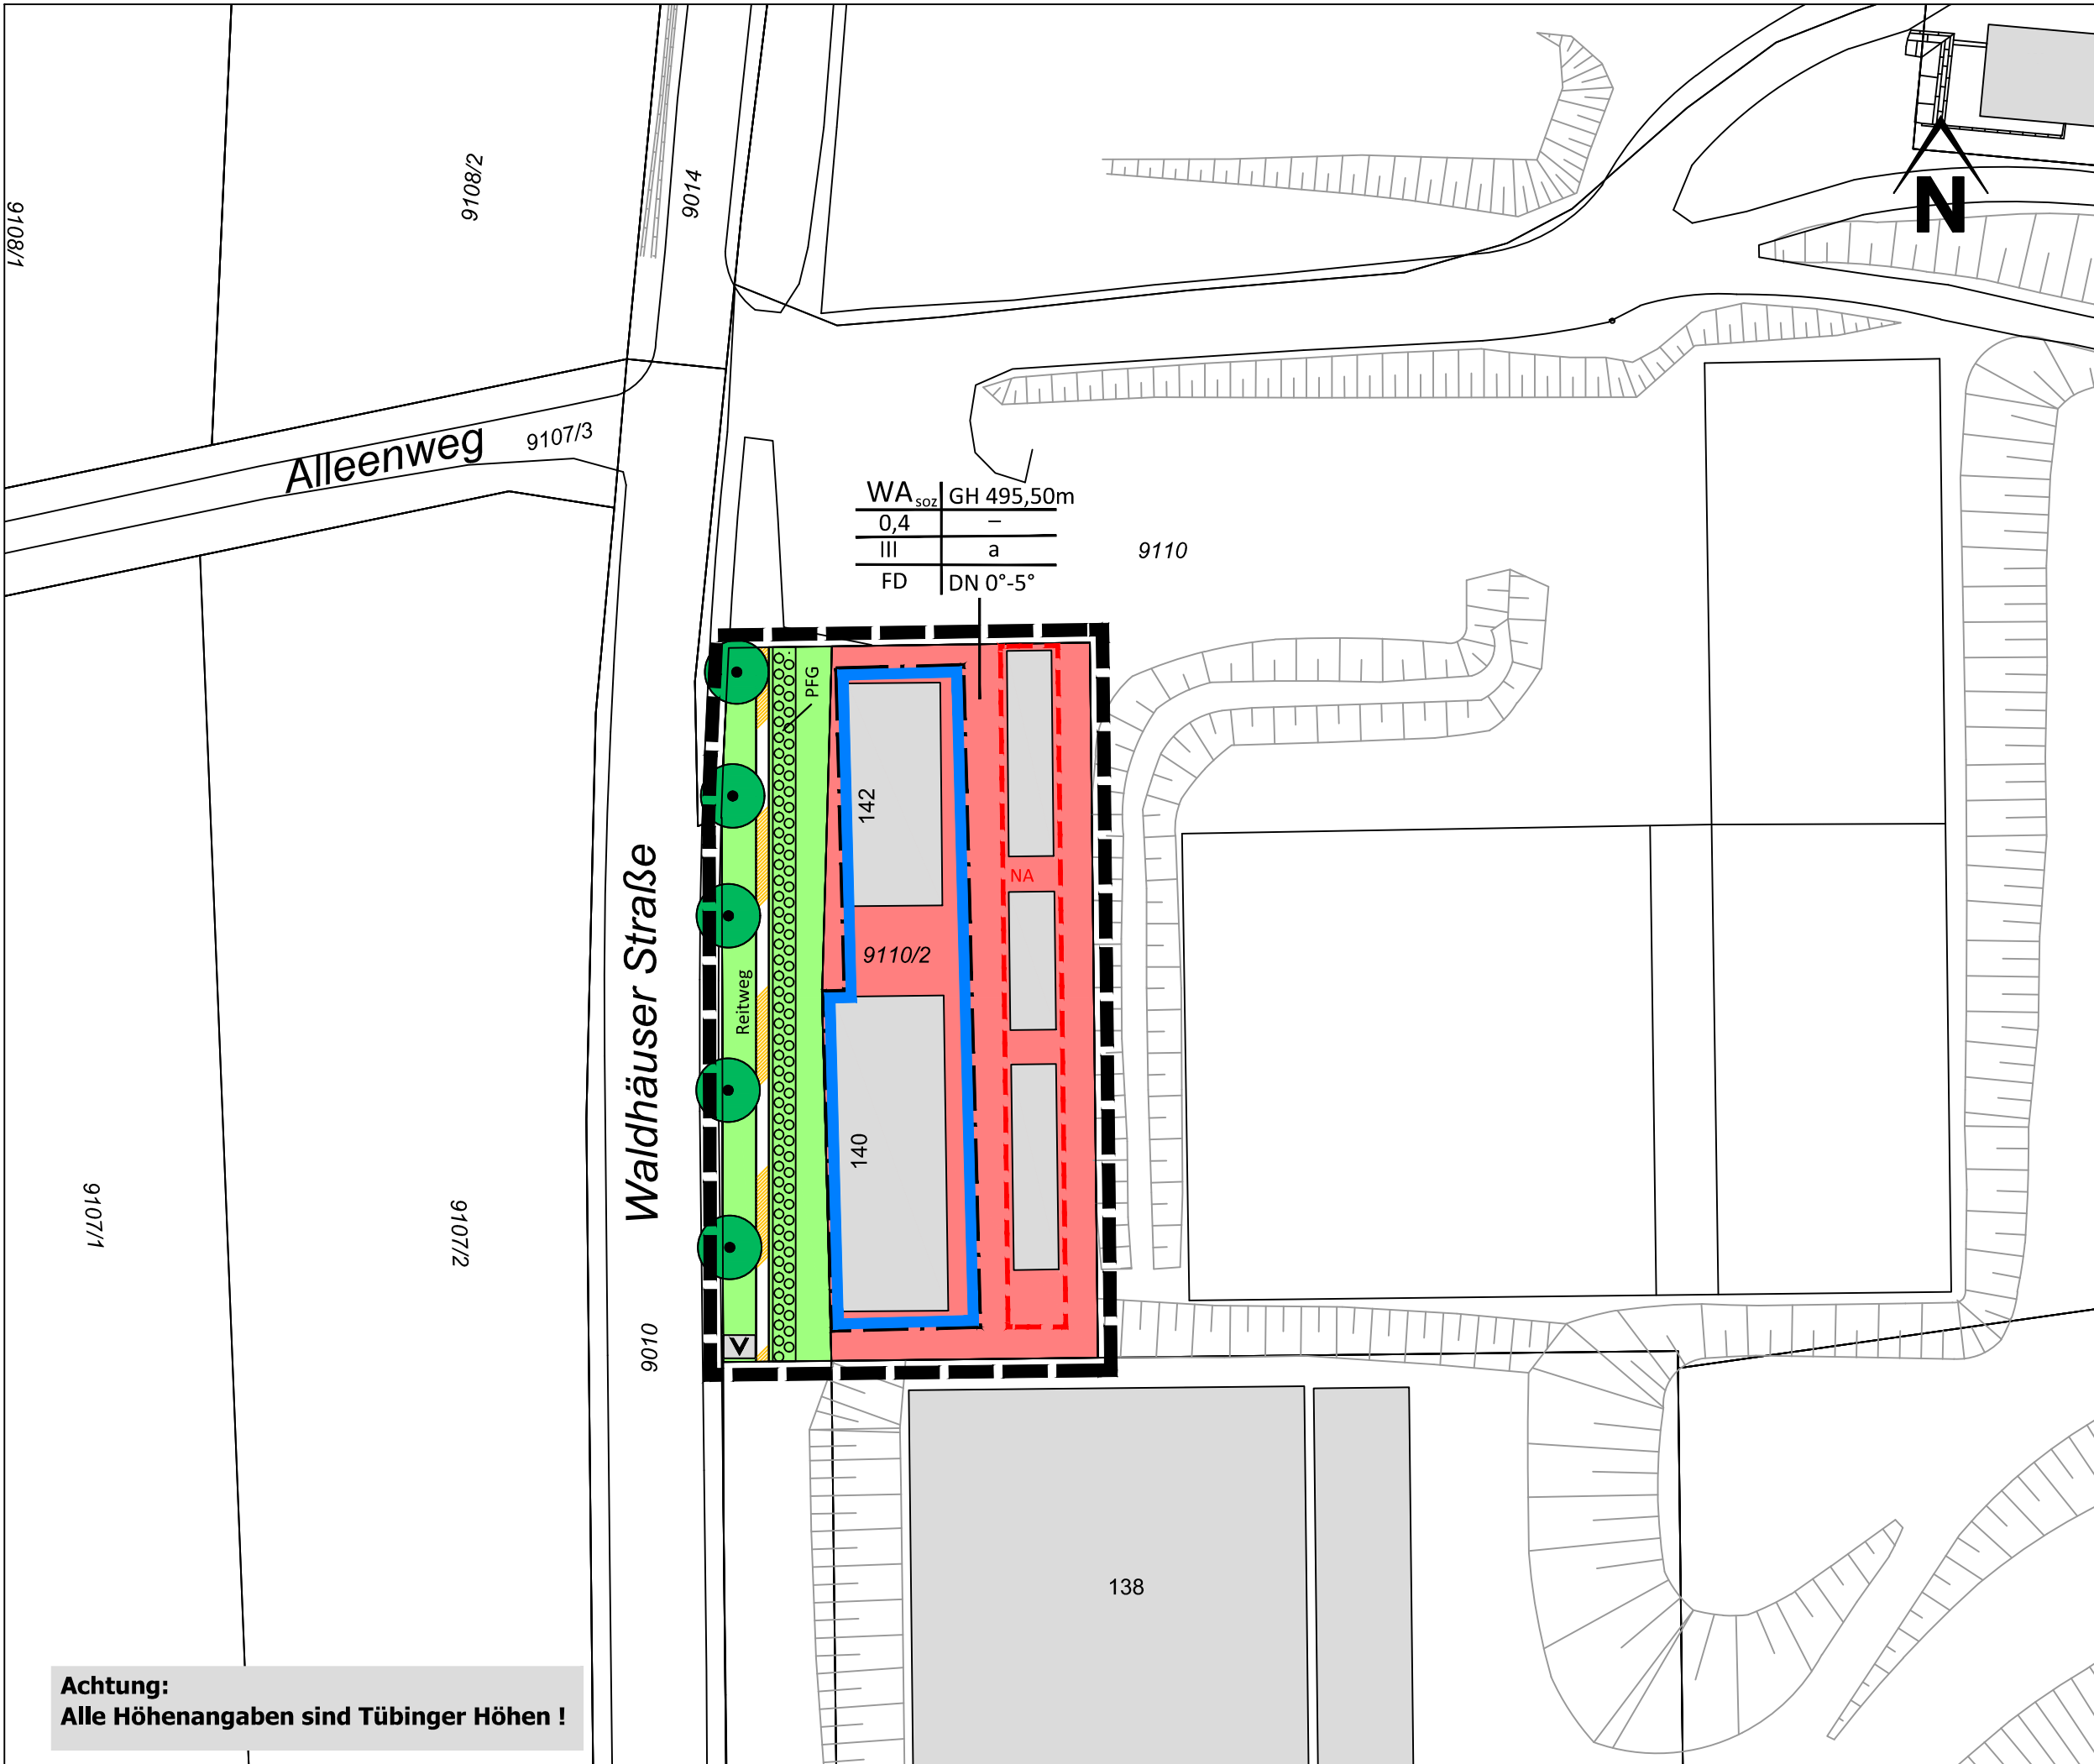 9108/1
9108/2
9014
N
Alleenweg
9107/3
WA soz GH 495,50m
0,4 –
III a
FD DN 0°-5°
9110
PFG
142
NA
9110/2
Waldhäuser Straße
Reitweg
140
9107/1
9107/2
9010
V
138
Achtung:
Alle Höhenangaben sind Tübinger Höhen !